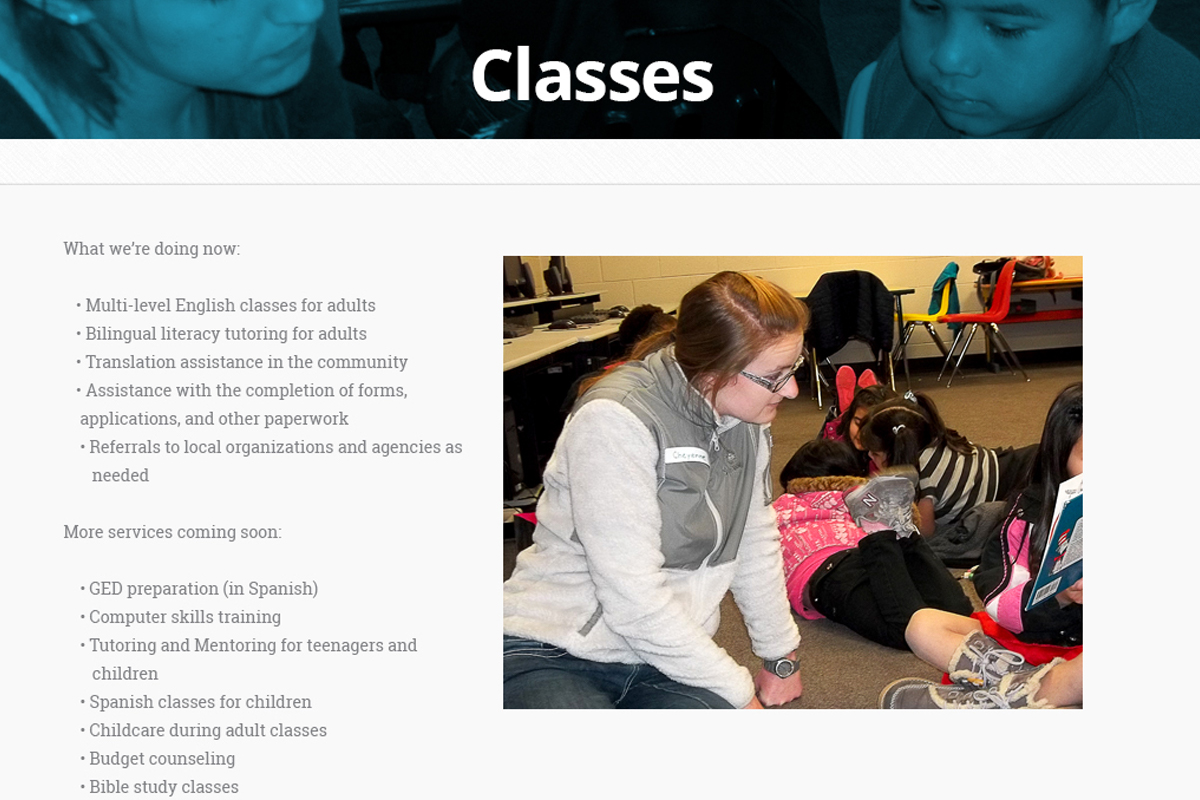 Classes
What we’re doing now:
• Multi-level English classes for adults
• Bilingual literacy tutoring for adults
• Translation assistance in the community
• Assistance with the completion of forms,
applications, and other paperwork
• Referrals to local organizations and agencies as
needed
More services coming soon:
• GED preparation (in Spanish)
• Computer skills training
• Tutoring and Mentoring for teenagers and
children
• Spanish classes for children
• Childcare during adult classes
• Budget counseling
• Bible study classes
N